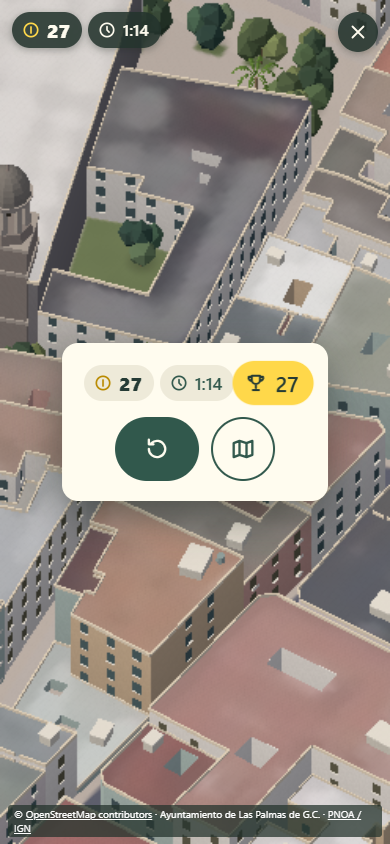 27 1:14
27 1:14 27
© OpenStreetMap contributors · Ayuntamiento de Las Palmas de G.C. · PNOA /
IGN